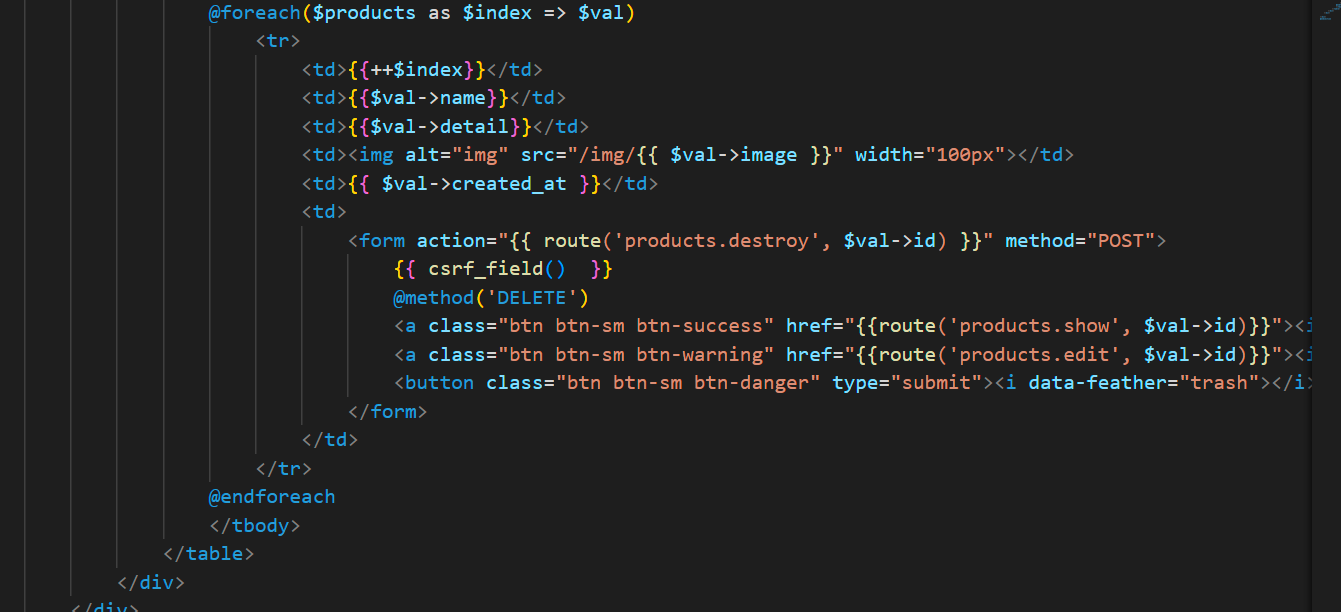 @foreach($products as $index => $val)
<tr>
<td>{{++$index}}</td>
<td>{{$val->name}}</td>
<td>{{$val->detail}}</td>
<td><img alt="img" src="/img/{{ $val->image }}" width="100px"></td>
<td>{{ $val->created_at }}</td>
<td>
<form action="{{ route('products.destroy', $val->id) }}" method="POST">
{{ csrf_field()  }}
@method('DELETE')
<a class="btn btn-sm btn-success" href="{{route('products.show', $val->id)}}"><i
<a class="btn btn-sm btn-warning" href="{{route('products.edit', $val->id)}}"><i
<button class="btn btn-sm btn-danger" type="submit"><i data-feather="trash"></i>
</form>
</td>
</tr>
@endforeach
</tbody>
</table>
</div>
</div>